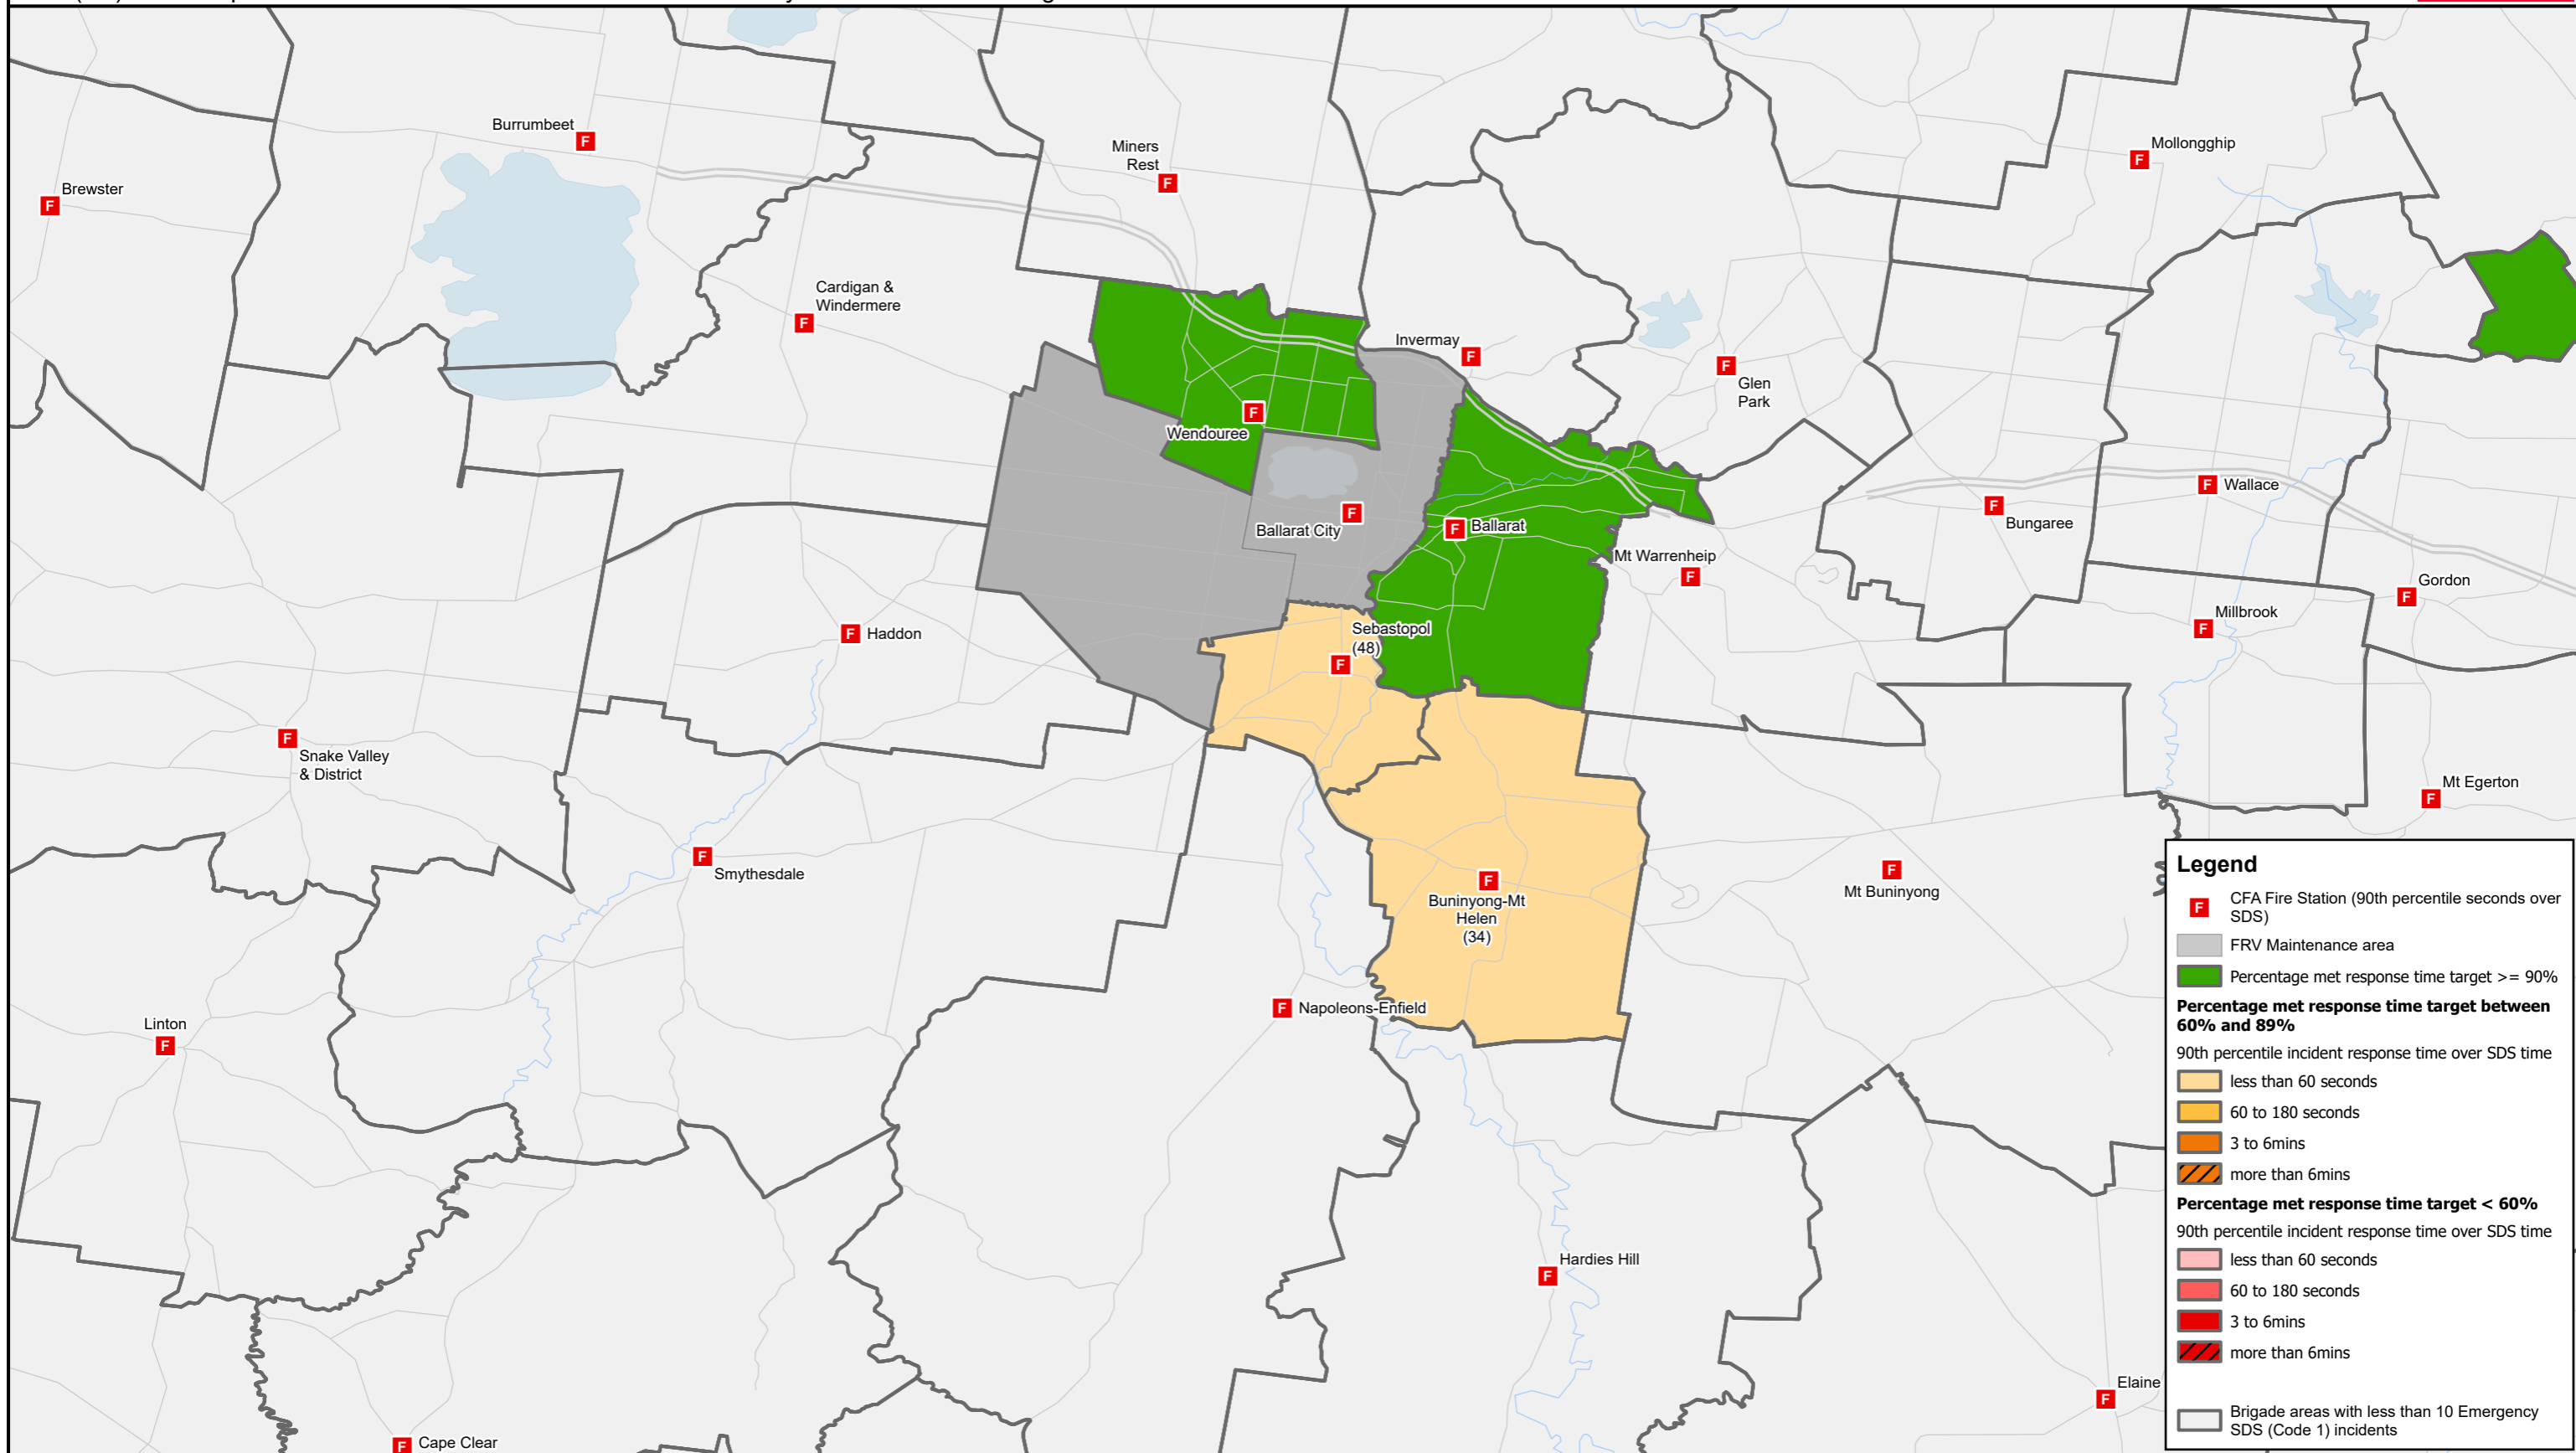 Burrumbeet
Brewster
Miners
Rest
Mollongghip
Cardigan &
Windermere
Invermay
Glen
Park
Wendouree
Wallace
Bungaree
Ballarat City
Ballarat
Mt Warrenheip
Gordon
Millbrook
Haddon
Sebastopol
(48)
Snake Valley
& District
Mt Egerton
Smythesdale
Mt Buninyong
Buninyong-Mt
Helen
(34)
Napoleons-Enfield
Linton
Hardies Hill
Elaine
Cape Clear
Legend
CFA Fire Station (90th percentile seconds over
SDS)
FRV Maintenance area
Percentage met response time target >= 90%
Percentage met response time target between
60% and 89%
90th percentile incident response time over SDS time
less than 60 seconds
60 to 180 seconds
3 to 6mins
more than 6mins
Percentage met response time target < 60%
90th percentile incident response time over SDS time
less than 60 seconds
60 to 180 seconds
3 to 6mins
more than 6mins
Brigade areas with less than 10 Emergency
SDS (Code 1) incidents